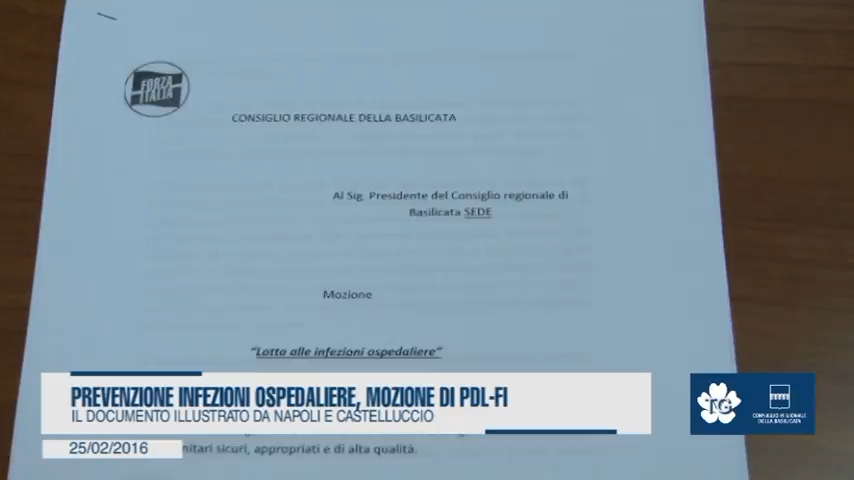 FORZA
ITALIA
CONSIGLIO REGIONALE DELLA BASILICATA
Al Sig. Presidente del Consiglio regionale di
Basilicata SEDE
Mozione
"Lotta alle infezioni ospedaliere"
PREVENZIONE INFEZIONI OSPEDALIERE, MOZIONE DI PDL-FI
IL DOCUMENTO ILLUSTRATO DA NAPOLI E CASTELLUCCIO
25/02/2016
nitari sicuri, appropriati e di alta qualità.
CONSIGLIO REGIONALE
DELLA BASILICATA